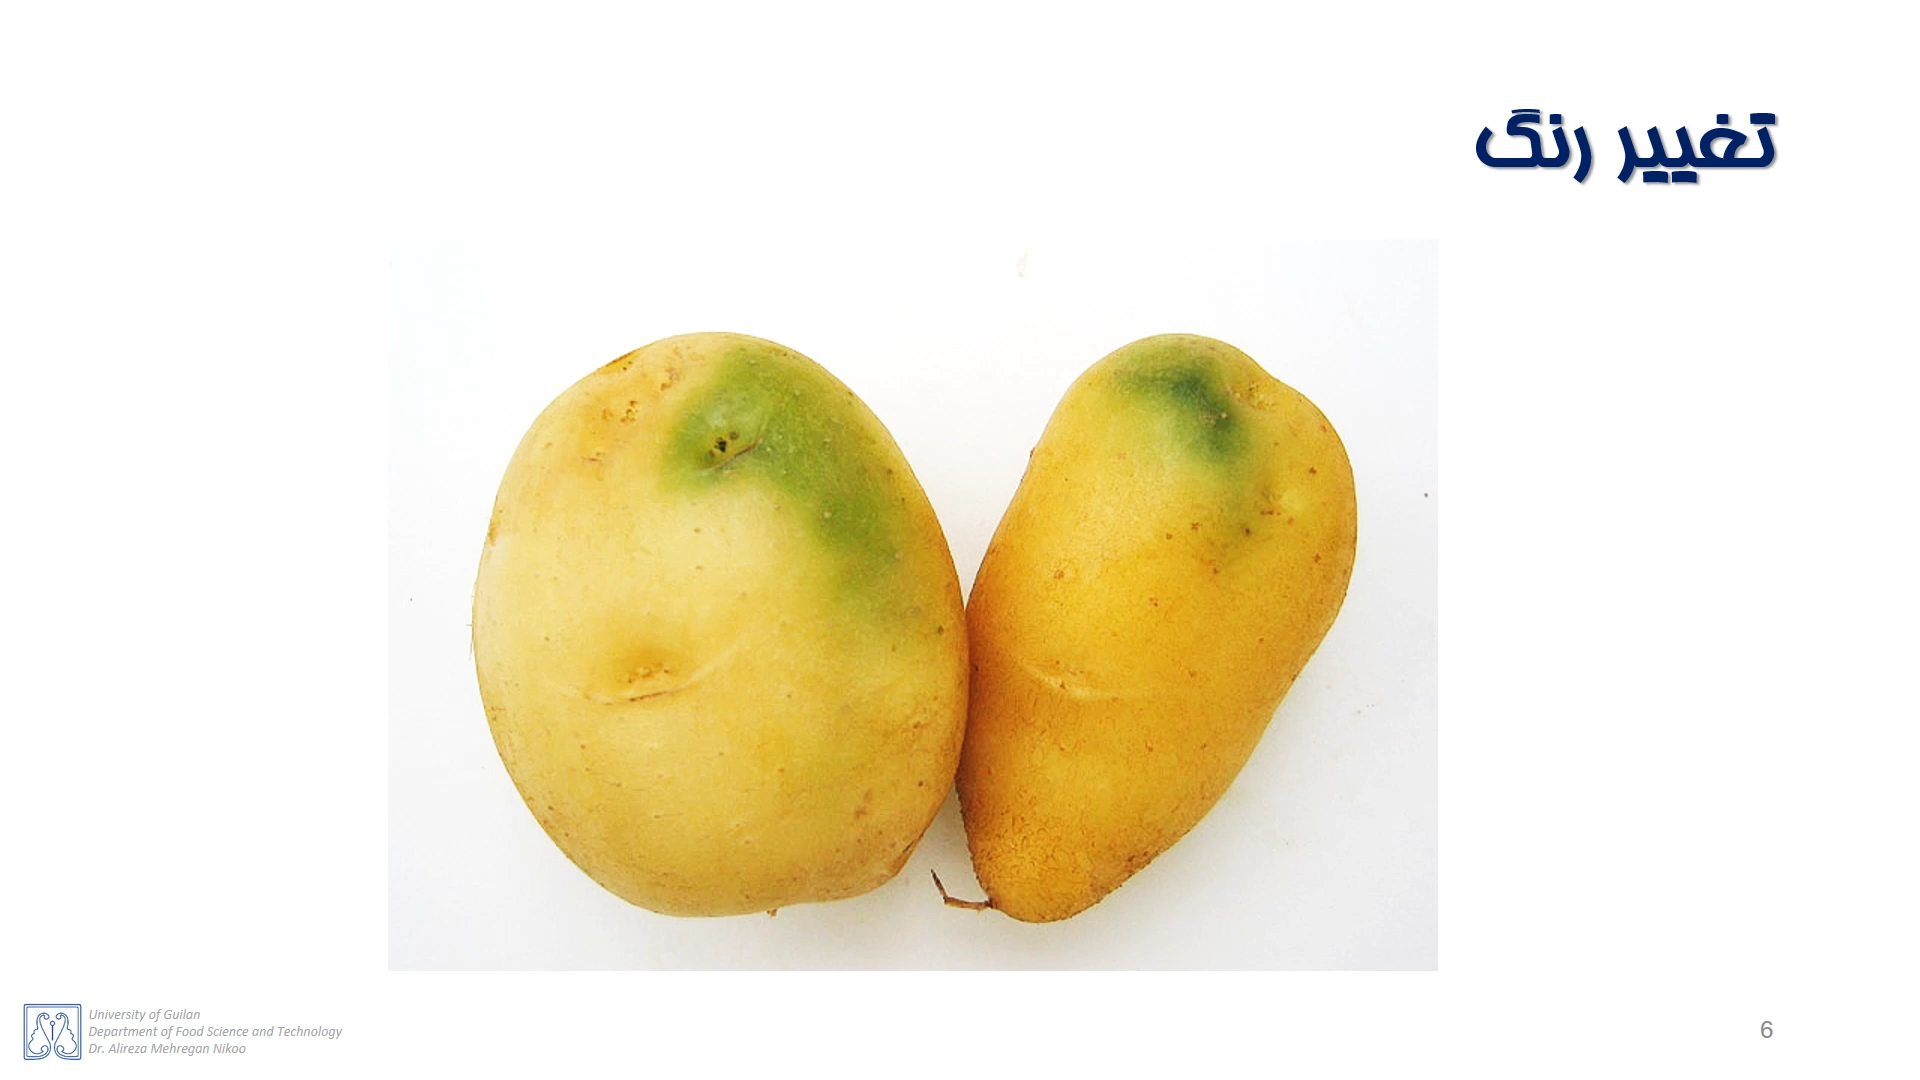 تغییر رنگ
University of Guilan
Department of Food Science and Technology
Dr. Alireza Mehregan Nikoo
6